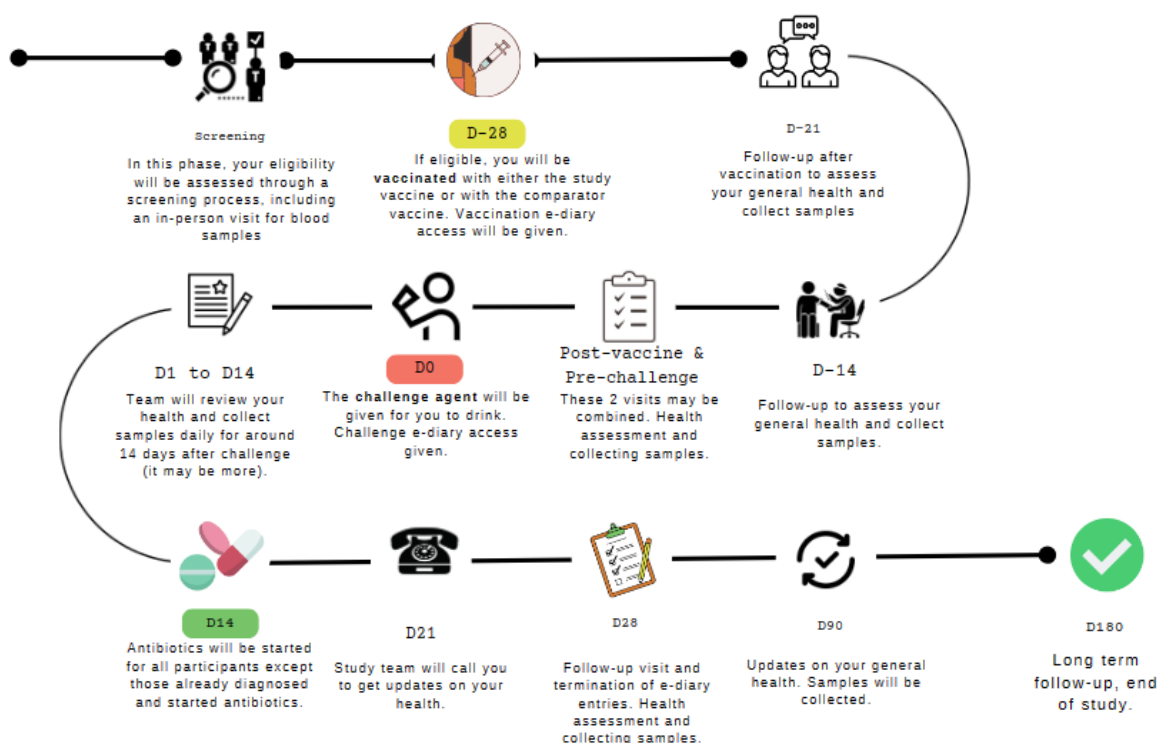 Screening
In this phase, your eligibility
will be assessed through a
screening process, including
an in-person visit for blood
samples
D-28
If eligible, you will be
vaccinated with either the study
vaccine or with the comparator
vaccine. Vaccination e-diary
access will be given.
D-21
Follow-up after
vaccination to assess
your general health and
collect samples
D-14
Follow-up to assess your
general health and collect
samples.
Post-vaccine &
Pre-challenge
These 2 visits may be
combined. Health
assessment and
collecting samples.
D0
The challenge agent will be
given for you to drink.
Challenge e-diary access
given.
D1 to D14
Team will review your
health and collect
samples daily for around
14 days after challenge
(it may be more).
D14
Antibiotics will be started
for all participants except
those already diagnosed
and started antibiotics.
D21
Study team will call you
to get updates on your
health.
D28
Follow-up visit and
termination of e-diary
entries. Health
assessment and
collecting samples.
D90
Updates on your general
health. Samples will be
collected.
D180
Long term
follow-up, end
of study.